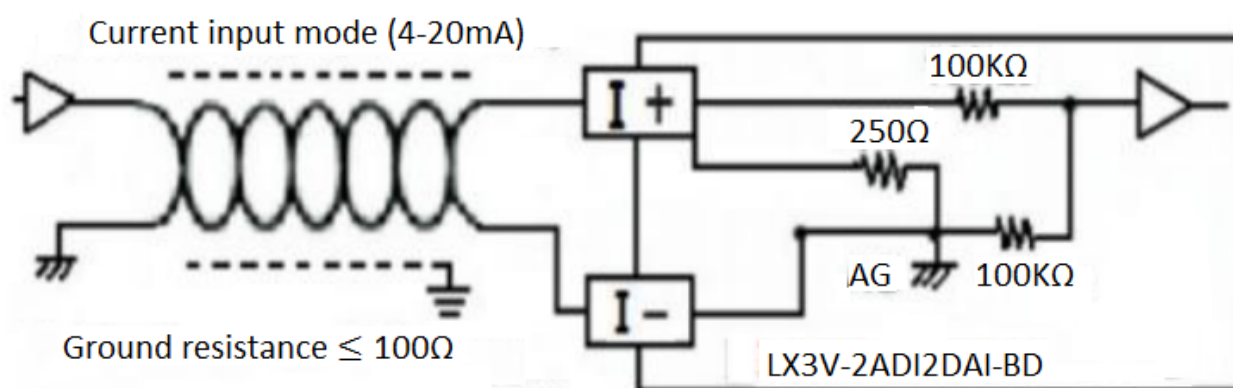 Current input mode (4-20mA)
100KΩ
I +
250Ω
AG
100KΩ
I -
Ground resistance ≤ 100Ω
LX3V-2ADI2DAI-BD